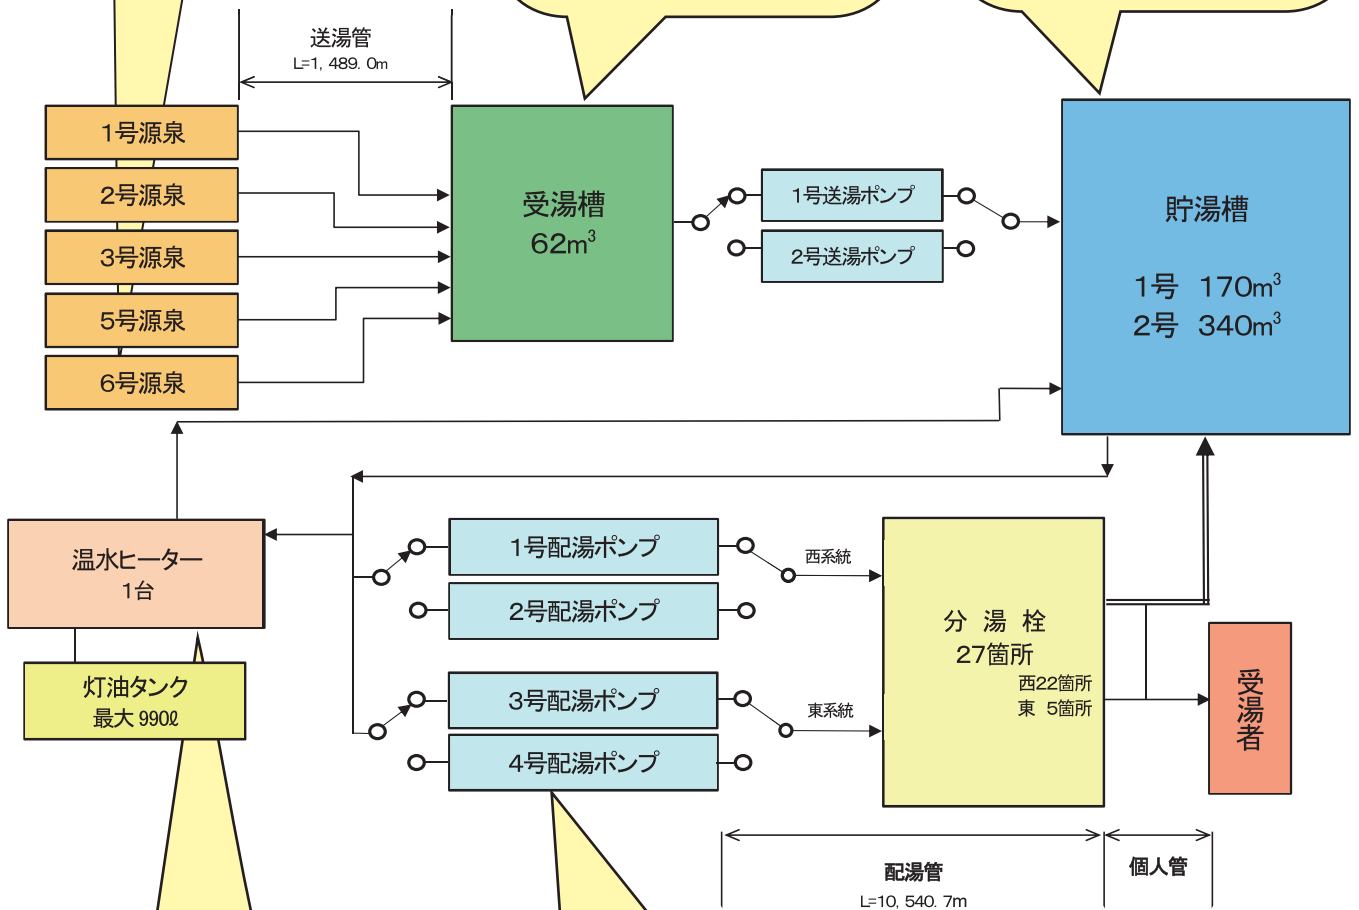 送湯管
L=1, 489. 0m
1号源泉
2号源泉
3号源泉
5号源泉
6号源泉
受湯槽
62m³
1号送湯ポンプ
2号送湯ポンプ
貯湯槽
1号 170m³
2号 340m³
温水ヒーター
1台
灯油タンク
最大 990ℓ
1号配湯ポンプ
2号配湯ポンプ
3号配湯ポンプ
4号配湯ポンプ
西系統
東系統
分 湯 栓
27箇所
西22箇所
東 5箇所
受湯者
配湯管
L=10, 540. 7m
個人管